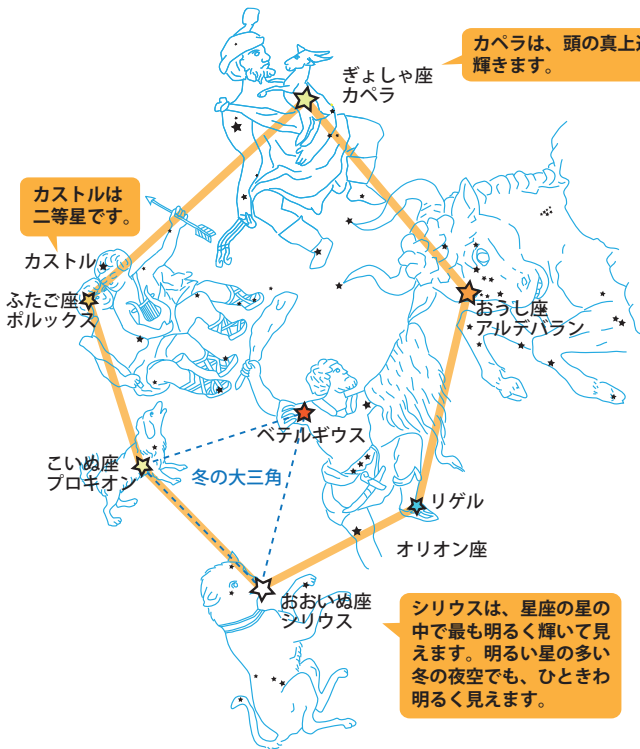 カペラは、頭の真上
輝きます。
ぎょしゃ座
カペラ
カストルは
二等星です。
カストル
ふたご座
ポルックス
おうし座
アルデバラン
ベテルギウス
こいぬ座
プロキオン
冬の大三角
リゲル
オリオン座
おおいぬ座
シリウス
シリウスは、星座の星の
中で最も明るく輝いて見
えます。明るい星の多い
冬の夜空でも、ひときわ
明るく見えます。